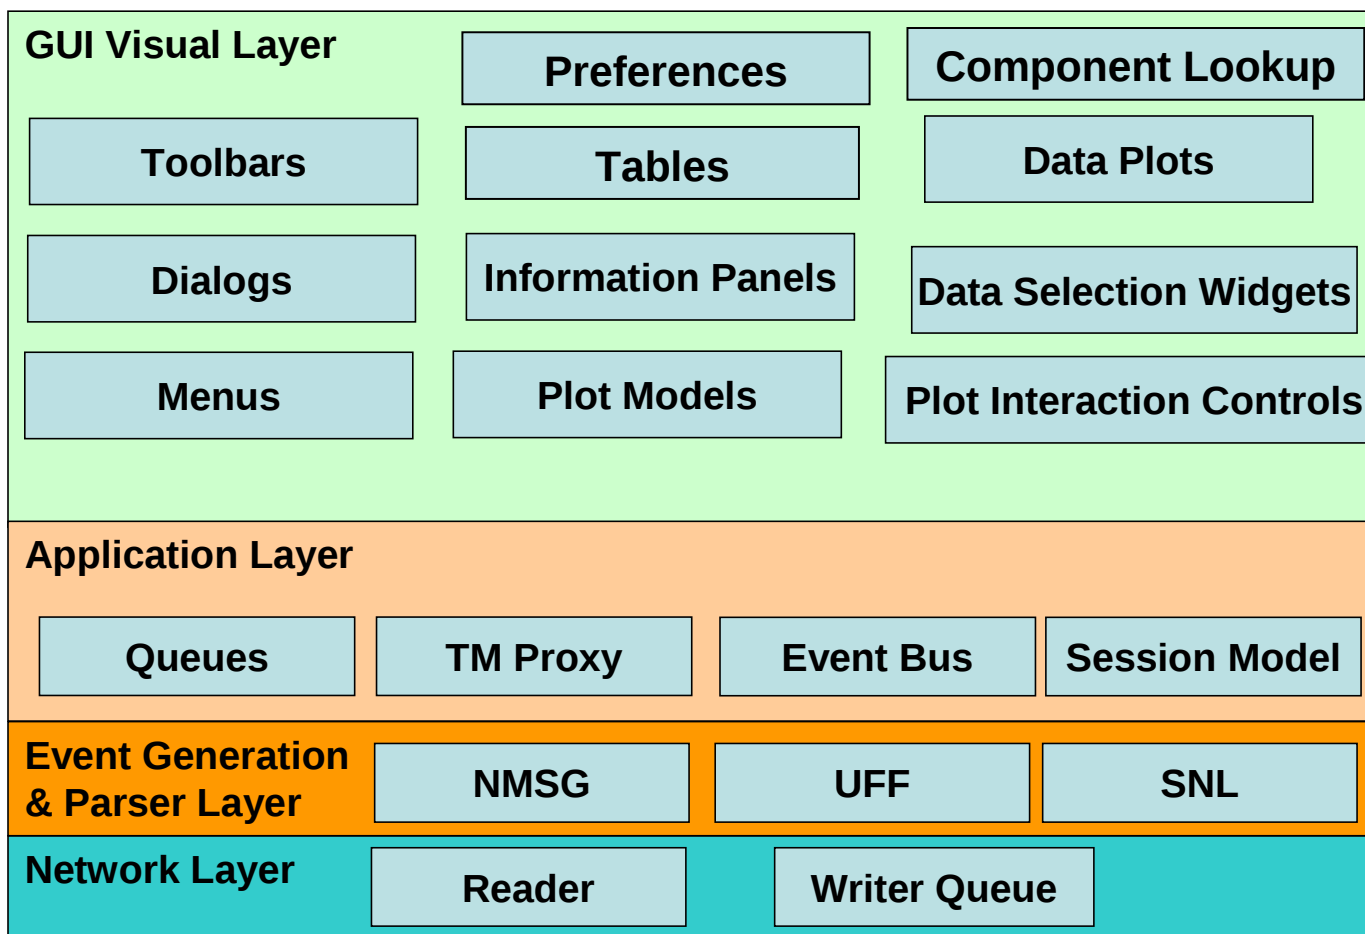 GUI Visual Layer
Preferences
Component Lookup
Toolbars
Tables
Data Plots
Dialogs
Information Panels
Data Selection Widgets
Menus
Plot Models
Plot Interaction Controls
Application Layer
Queues
TM Proxy
Event Bus
Session Model
Event Generation
& Parser Layer
NMSG
UFF
SNL
Network Layer
Reader
Writer Queue